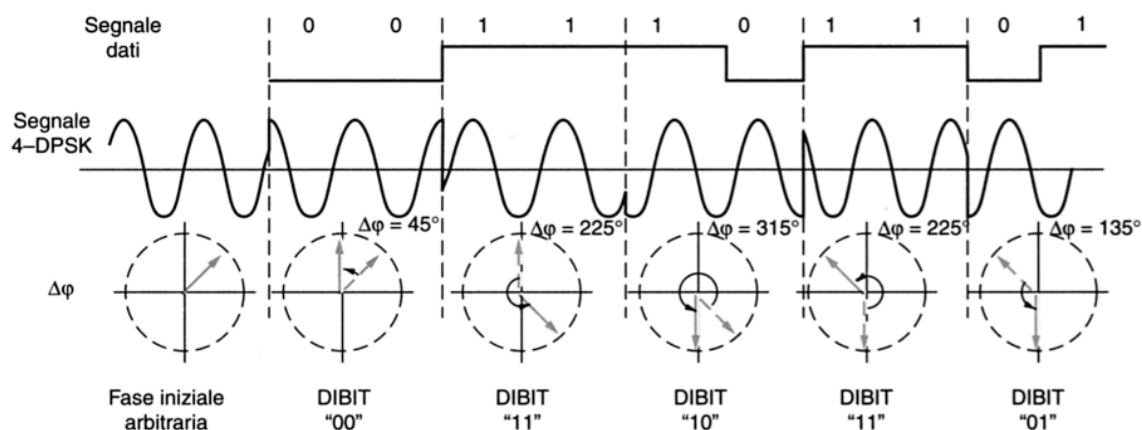 Segnale
dati
0 0 1 1 1 0 1 1 0 1
Segnale
4–DPSK
Δφ = 45° Δφ = 225° Δφ = 315° Δφ = 225° Δφ = 135°
Δφ
Fase iniziale
arbitraria
DIBIT
“00”
DIBIT
“11”
DIBIT
“10”
DIBIT
“11”
DIBIT
“01”